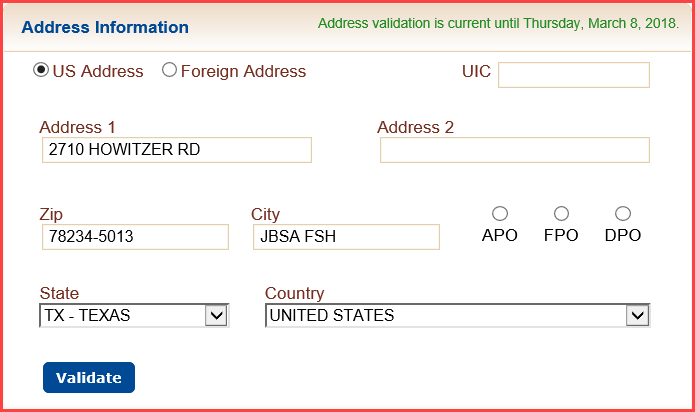 Address Information
Address validation is current until Thursday, March 8, 2018.
US Address Foreign Address UIC
Address 1 Address 2
2710 HOWITZER RD
Zip City
78234-5013 JBSA FSH
APO FPO DPO
State Country
TX - TEXAS UNITED STATES
Validate